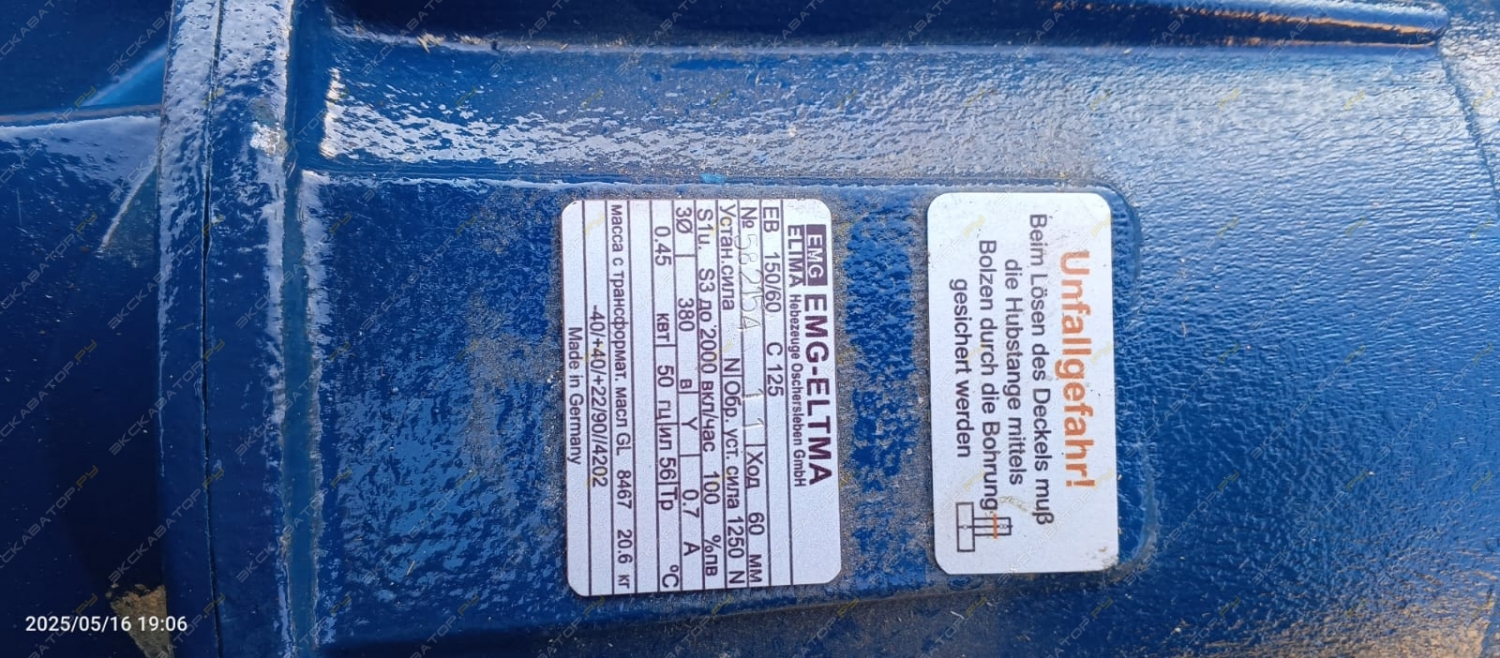 EMG EMG-ELTMA
ELTMA Hebezeuge Oschersleben GmbH
EB 150/60 C 125
№ 582154 11 Ход 60 мм
Устан.сила N Обр. уст. сила 1250 N
S1u. S3 до 2000 вкл/час 100 %пв
3Ø 380 в Y 0.7 A
0.45 квт 50 гц ип 56 Тр °C
масса с трансформат. масл GL 8467 20.6 кг
-40/+40/+22/90//4202
Made in Germany
Unfallgefahr!
Beim Lösen des Deckels muß
die Hubstange mittels
Bolzen durch die Bohrung
gesichert werden
2025/05/16 19:06
ЭКСКАВАТОР.РУ